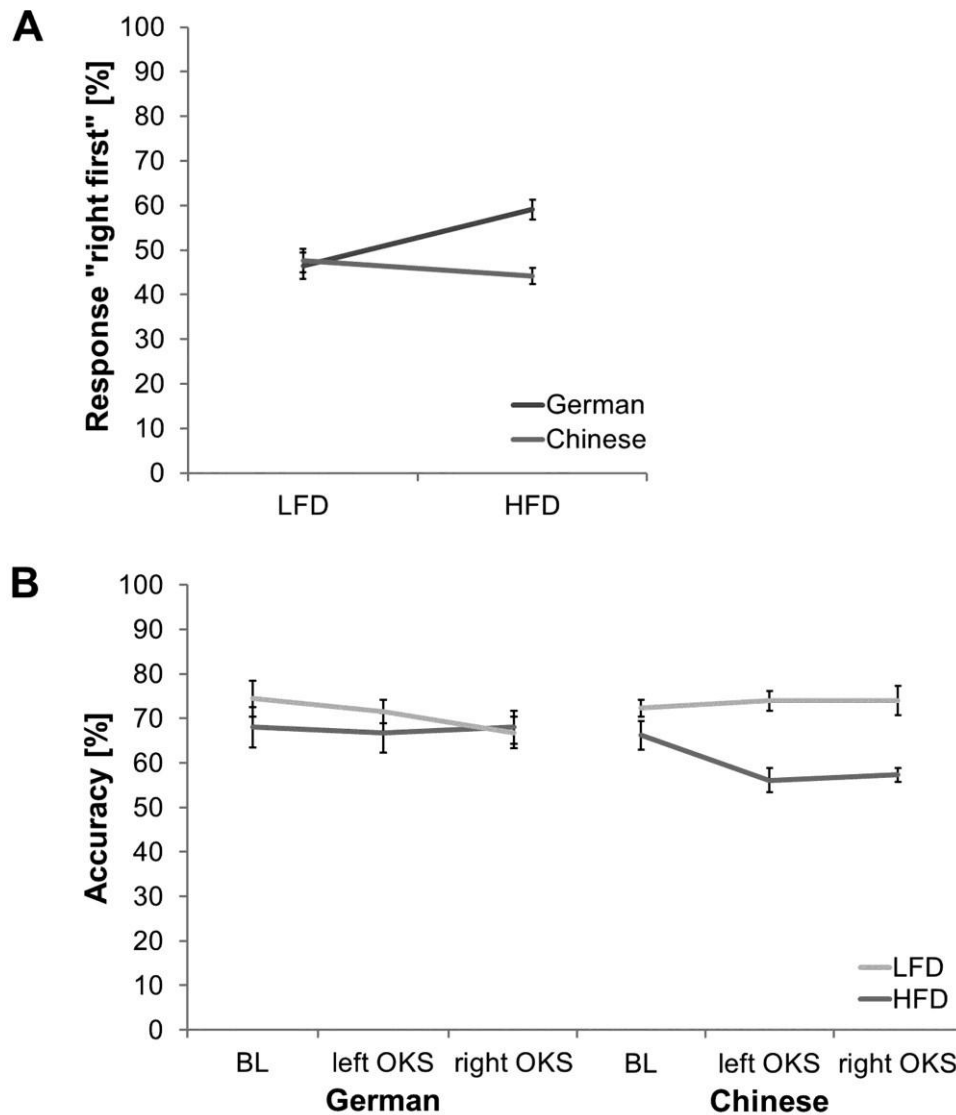 A
Response "right first" [%]
100
90
80
70
60
50
40
30
20
10
0
German
Chinese
LFD
HFD
B
Accuracy [%]
100
90
80
70
60
50
40
30
20
10
0
LFD
HFD
BL left OKS right OKS BL left OKS right OKS
German Chinese